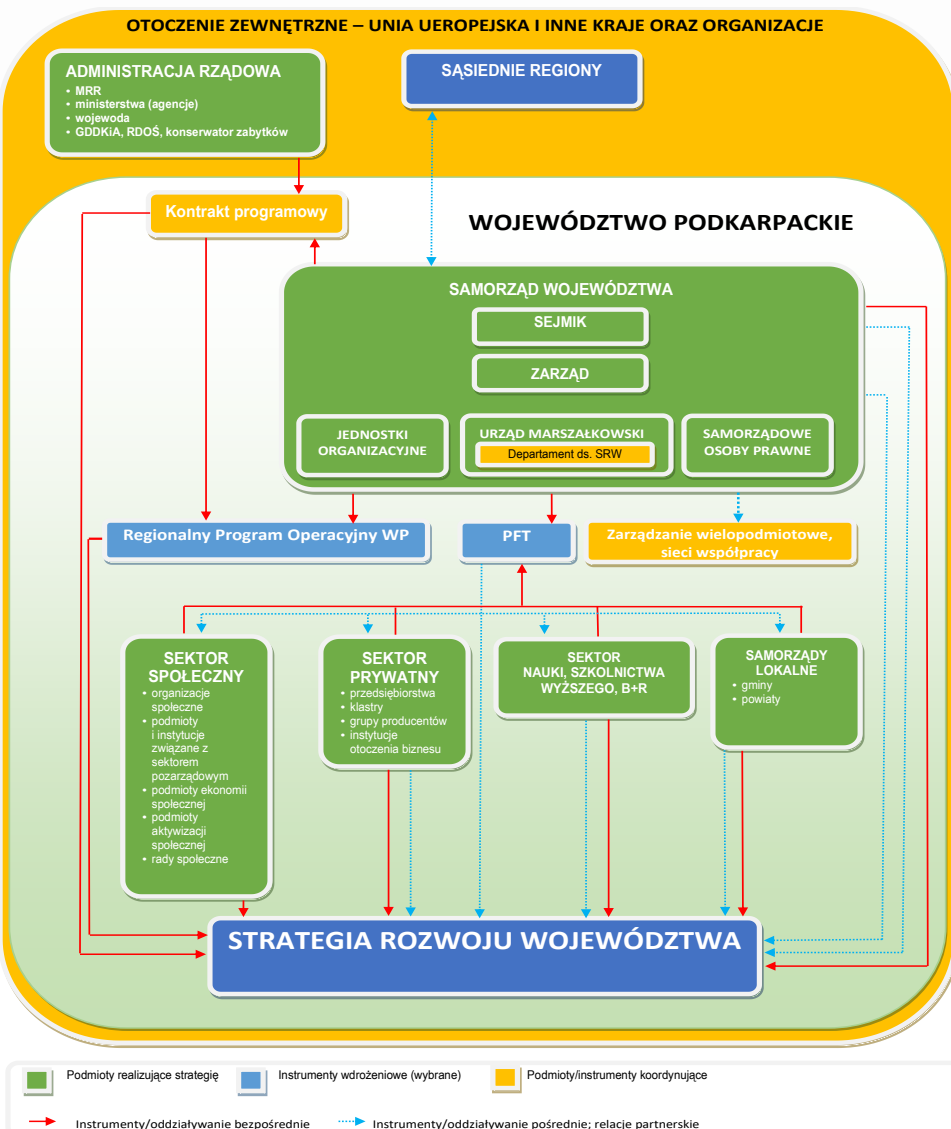 OTOCZENIE ZEWNĘTRZNE – UNIA UEROPEJSKA I INNE KRAJE ORAZ ORGANIZACJE
ADMINISTRACJA RZĄDOWA
• MRR
• ministerstwa (agencje)
• wojewoda
• GDDKiA, RDOŚ, konserwator zabytków
SĄSIEDNIE REGIONY
Kontrakt programowy
WOJEWÓDZTWO PODKARPACKIE
SAMORZĄD WOJEWÓDZTWA
SEJMIK
ZARZĄD
JEDNOSTKI
ORGANIZACYJNE
URZĄD MARSZAŁKOWSKI
Departament ds. SRW
SAMORZĄDOWE
OSOBY PRAWNE
Regionalny Program Operacyjny WP
PFT
Zarządzanie wielopodmiotowe,
sieci współpracy
SEKTOR
SPOŁECZNY
• organizacje
społeczne
• podmioty
i instytucje
związane z
sektorem
pozarządowym
• podmioty ekonomii
społecznej
• podmioty
aktywizacji
społecznej
• rady społeczne
SEKTOR
PRYWATNY
• przedsiębiorstwa
• klastry
• grupy producentów
• instytucje
otoczenia biznesu
SEKTOR
NAUKI, SZKOLNICTWA
WYŻSZEGO, B+R
SAMORZĄDY
LOKALNE
• gminy
• powiaty
STRATEGIA ROZWOJU WOJEWÓDZTWA
Podmioty realizujące strategię
Instrumenty wdrożeniowe (wybrane)
Podmioty/instrumenty koordynujące
Instrumenty/oddziaływanie bezpośrednie
Instrumenty/oddziaływanie pośrednie; relacje partnerskie